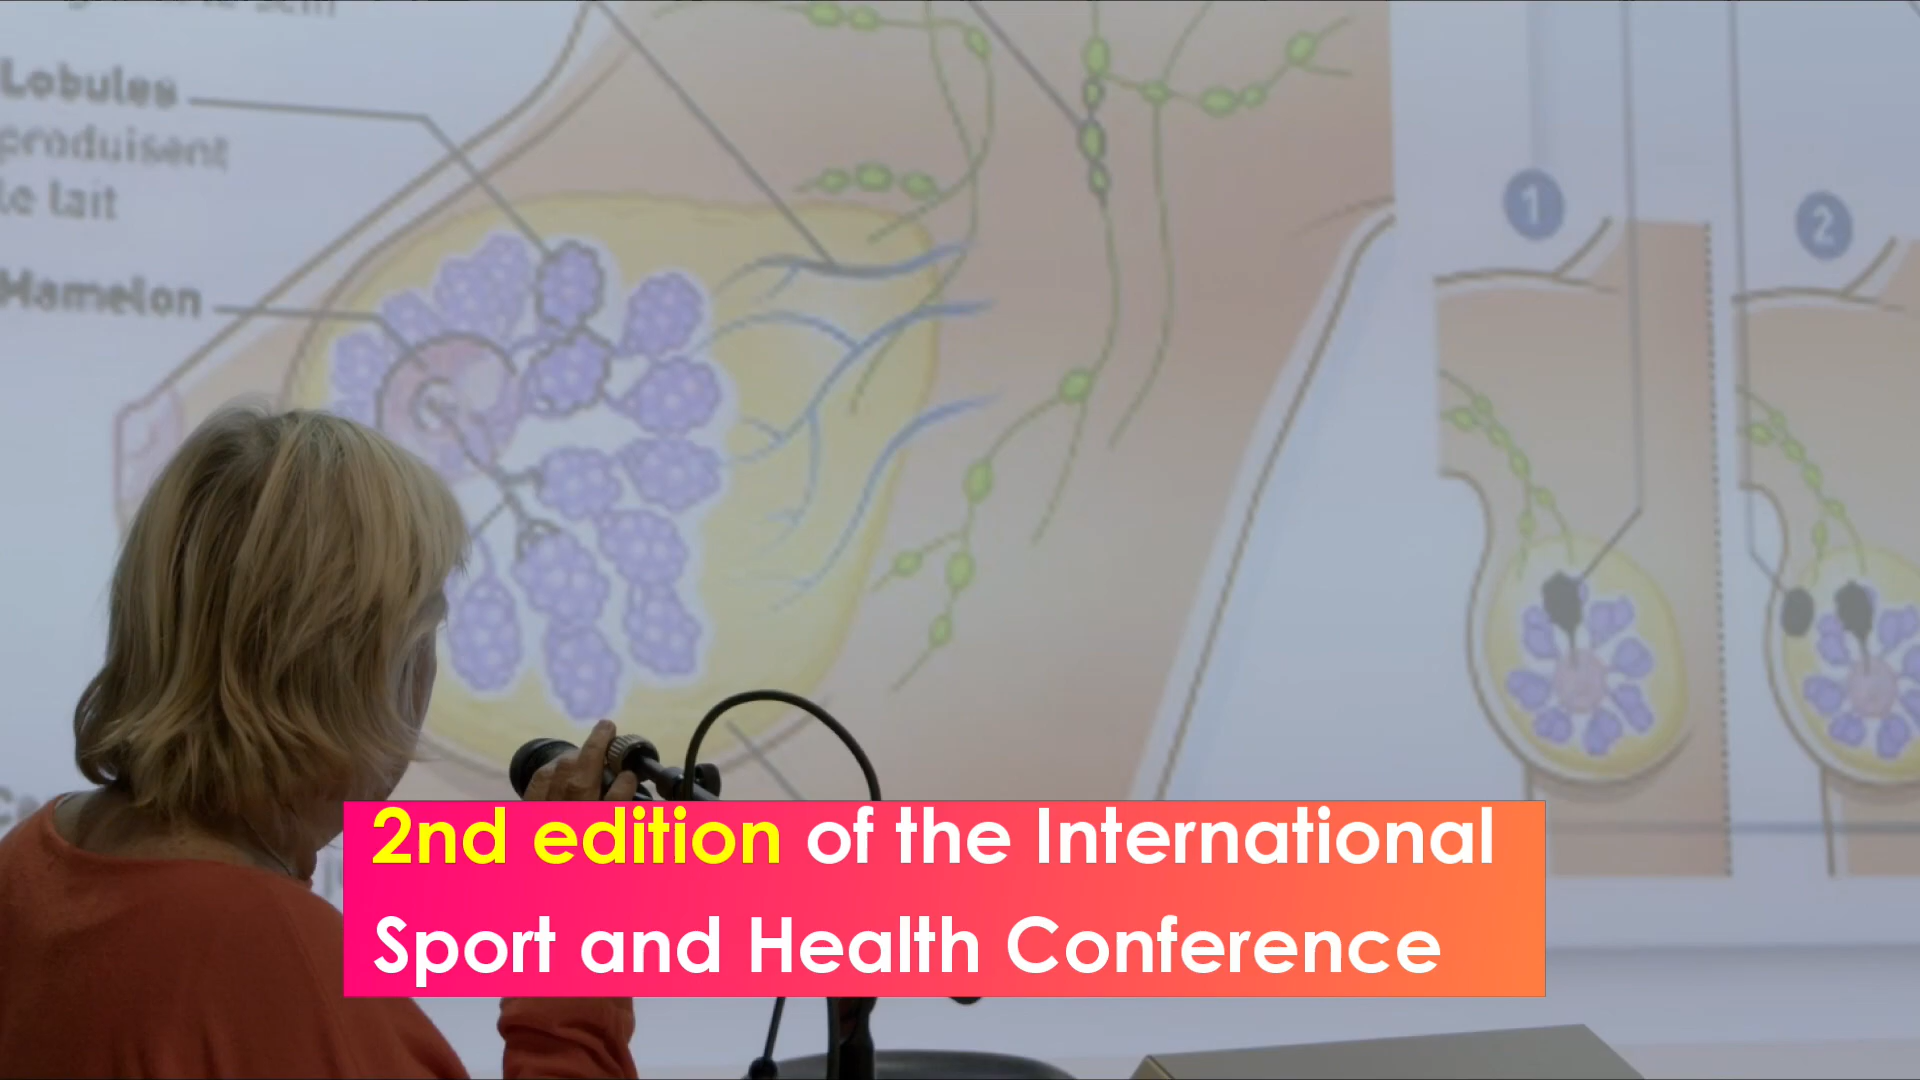 Lobules
produisent
le lait
Mamelon
1
2
2nd edition of the International
Sport and Health Conference